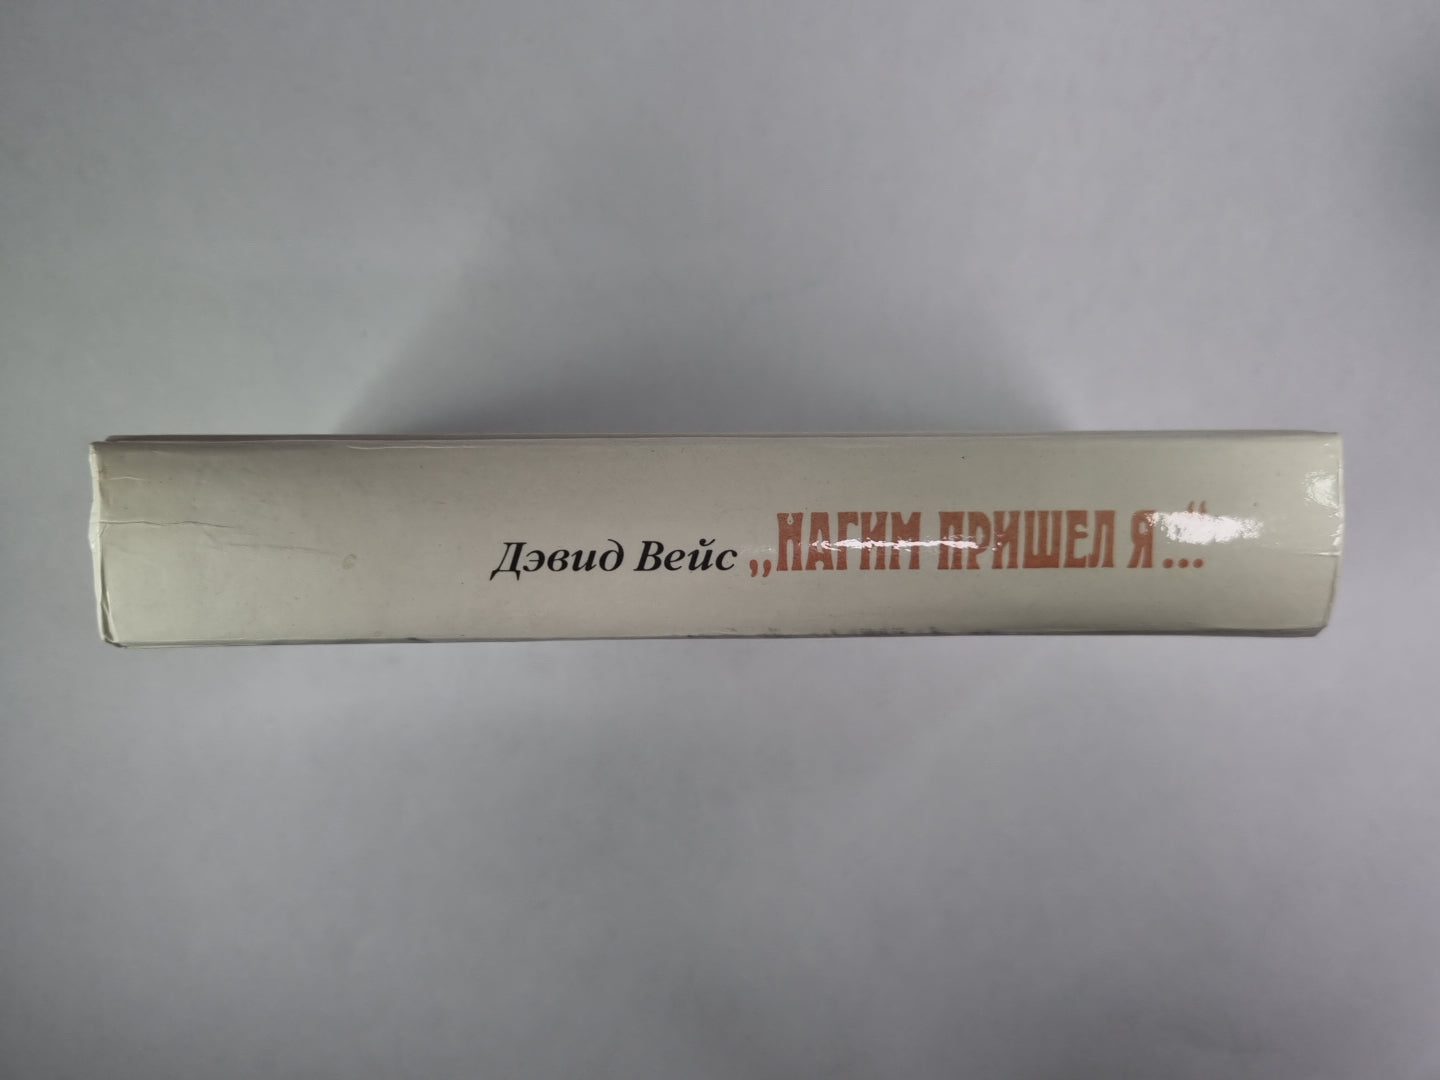 Дэвид Вейс „НАГИМ ПРИШЕЛ Я...“